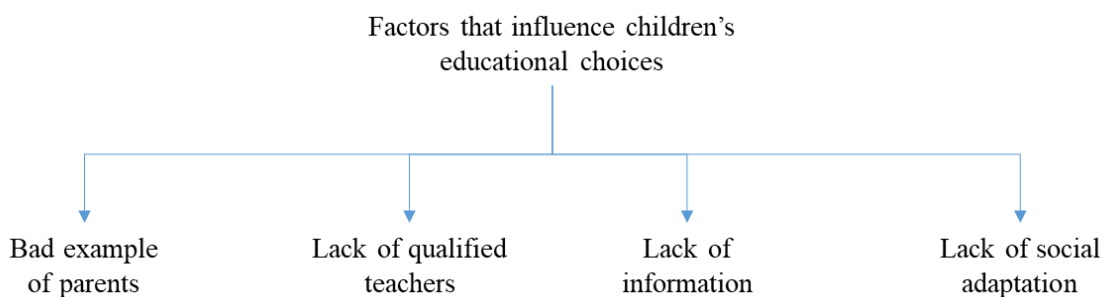 Factors that influence children’s
educational choices
Bad example
of parents
Lack of qualified
teachers
Lack of
information
Lack of social
adaptation